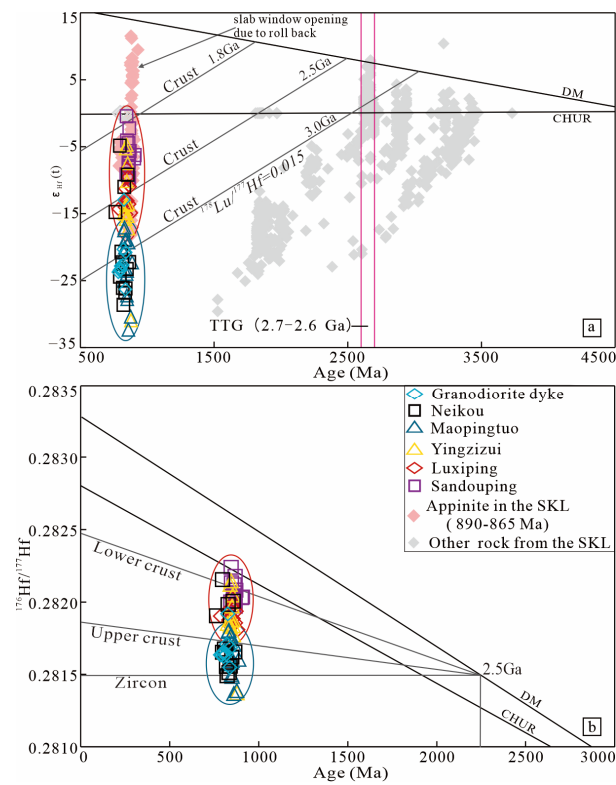 15
5
−5
−15
−25
−35
ε Hf (t)
slab window opening
due to roll back
Crust 1.8Ga
Crust 2.5Ga
Crust 3.0Ga
¹⁷⁶Lu/¹⁷⁷Hf=0.015
DM
CHUR
TTG (2.7−2.6 Ga)
a
500
1500
2500
3500
4500
Age (Ma)
0.2835
0.2830
0.2825
0.2820
0.2815
0.2810
¹⁷⁶Hf/¹⁷⁷Hf
Granodiorite dyke
Neikou
Maopingtuo
Yingzizui
Luxiping
Sandouping
Appinite in the SKL
(890-865 Ma)
Other rock from the SKL
Lower crust
Upper crust
Zircon
2.5Ga
DM
CHUR
b
0
500
1000
1500
2000
2500
3000
Age (Ma)